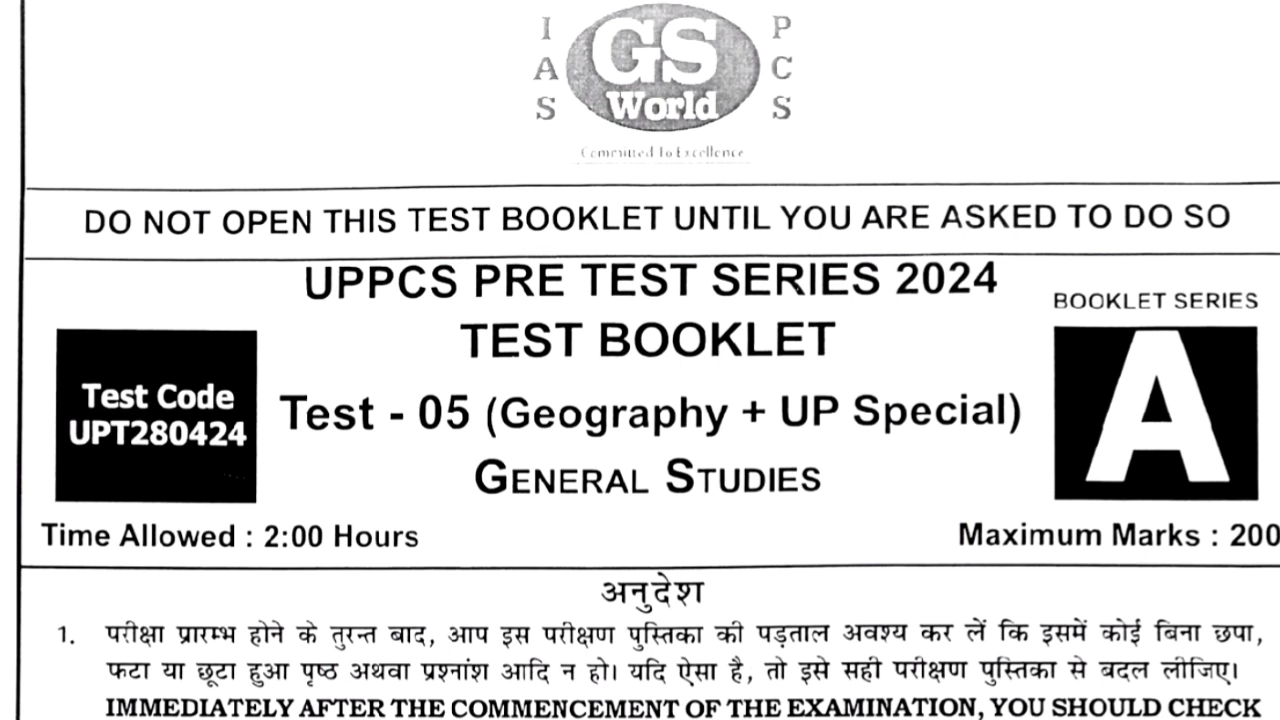 I
A
S
GS
World
P
C
S
Committed To Excellence
DO NOT OPEN THIS TEST BOOKLET UNTIL YOU ARE ASKED TO DO SO
UPPCS PRE TEST SERIES 2024
BOOKLET SERIES
TEST BOOKLET
A
Test Code
UPT280424
Test - 05 (Geography + UP Special)
GENERAL STUDIES
Time Allowed : 2:00 Hours
Maximum Marks : 200
अनुदेश
1. परीक्षा प्रारम्भ होने के तुरन्त बाद, आप इस परीक्षण पुस्तिका की पड़ताल अवश्य कर लें कि इसमें कोई बिना छपा,
फटा या छूटा हुआ पृष्ठ अथवा प्रश्नांश आदि न हो। यदि ऐसा है, तो इसे सही परीक्षण पुस्तिका से बदल लीजिए।
IMMEDIATELY AFTER THE COMMENCEMENT OF THE EXAMINATION, YOU SHOULD CHECK